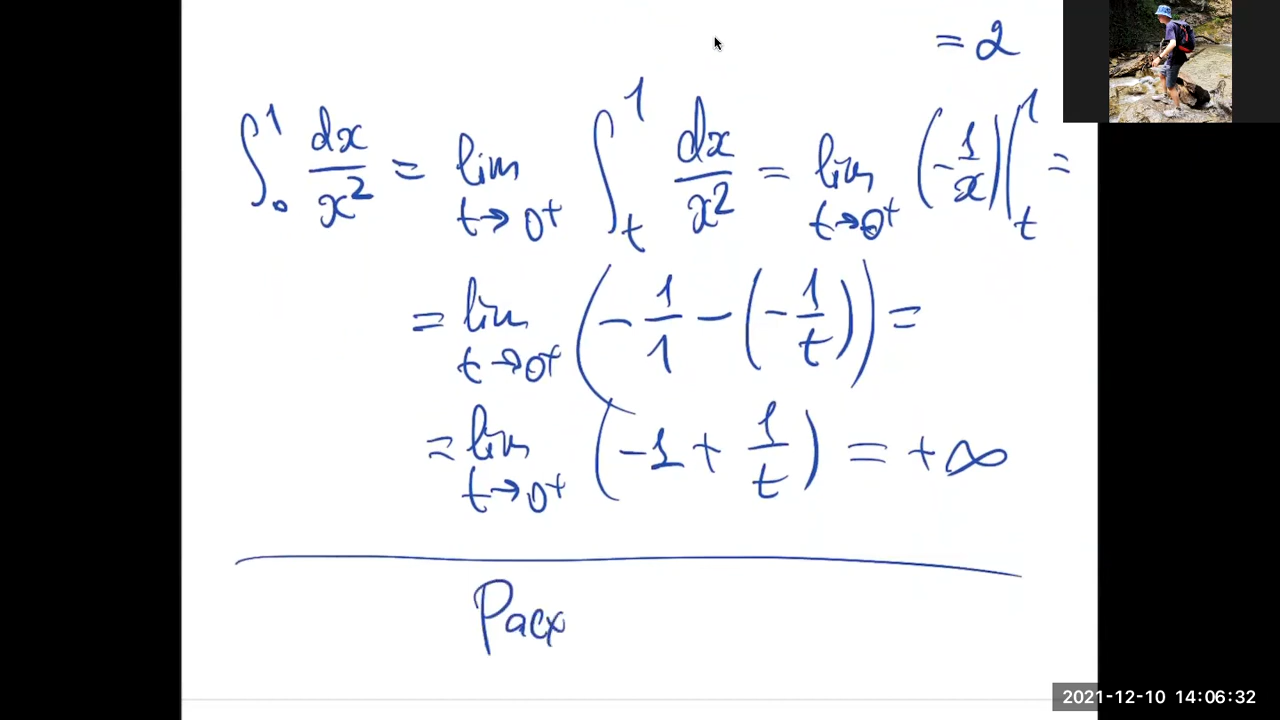 = 2
∫₀¹ dx/x² = lim_{t→0⁺} ∫ₜ¹ dx/x² = lim_{t→0⁺} (-1/x)|ₜ¹ =
= lim_{t→0⁺} (-1/1 - (-1/t)) =
= lim_{t→0⁺} (-1 + 1/t) = +∞
Расх
2021-12-10 14:06:32